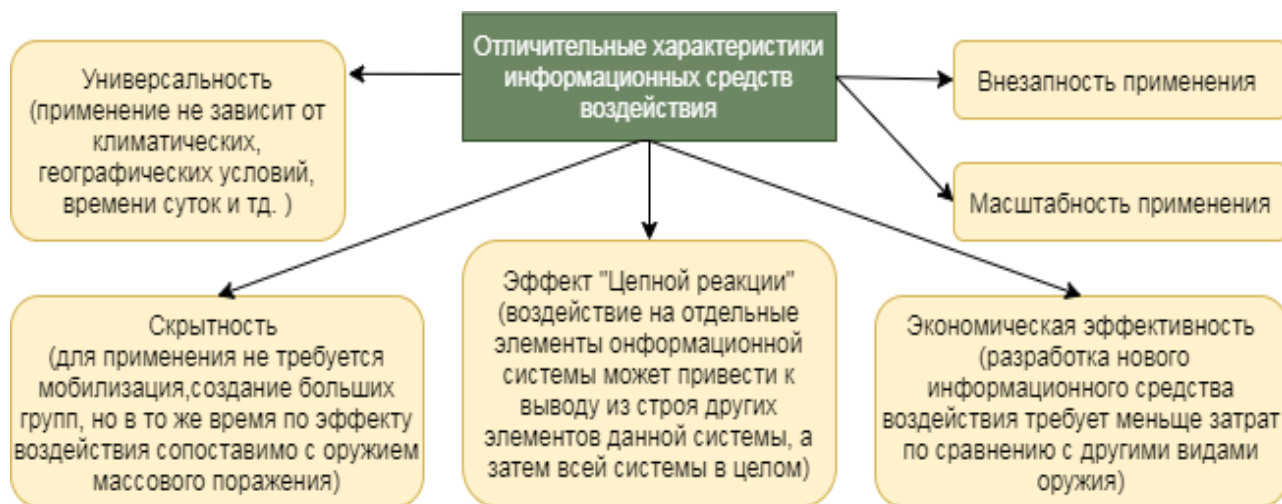 Отличительные характеристики
информационных средств
воздействия
Универсальность
(применение не зависит от
климатических,
географических условий,
времени суток и тд. )
Внезапность применения
Масштабность применения
Скрытность
(для применения не требуется
мобилизация,создание больших
групп, но в то же время по эффекту
воздействия сопоставимо с оружием
массового поражения)
Эффект "Цепной реакции"
(воздействие на отдельные
элементы онформационной
системы может привести к
выводу из строя других
элементов данной системы, а
затем всей системы в целом)
Экономическая эффективность
(разработка нового
информационного средства
воздействия требует меньше затрат
по сравнению с другими видами
оружия)